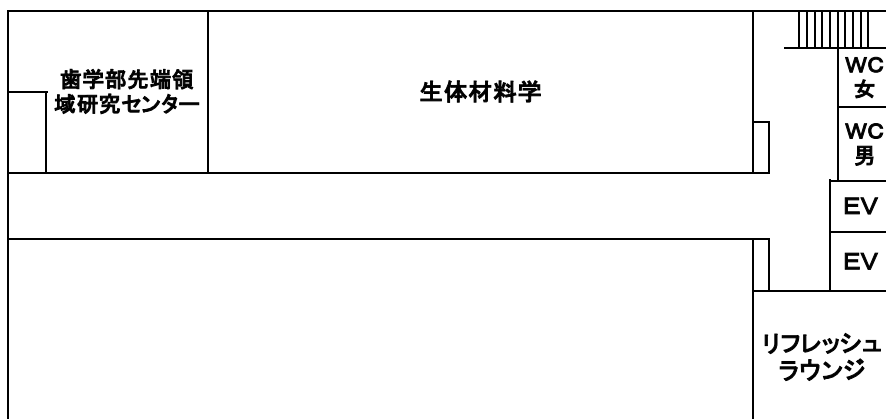 歯学部先端領
域研究センター
生体材料学
ＷＣ
女
ＷＣ
男
ＥＶ
ＥＶ
リフレッシュ
ラウンジ